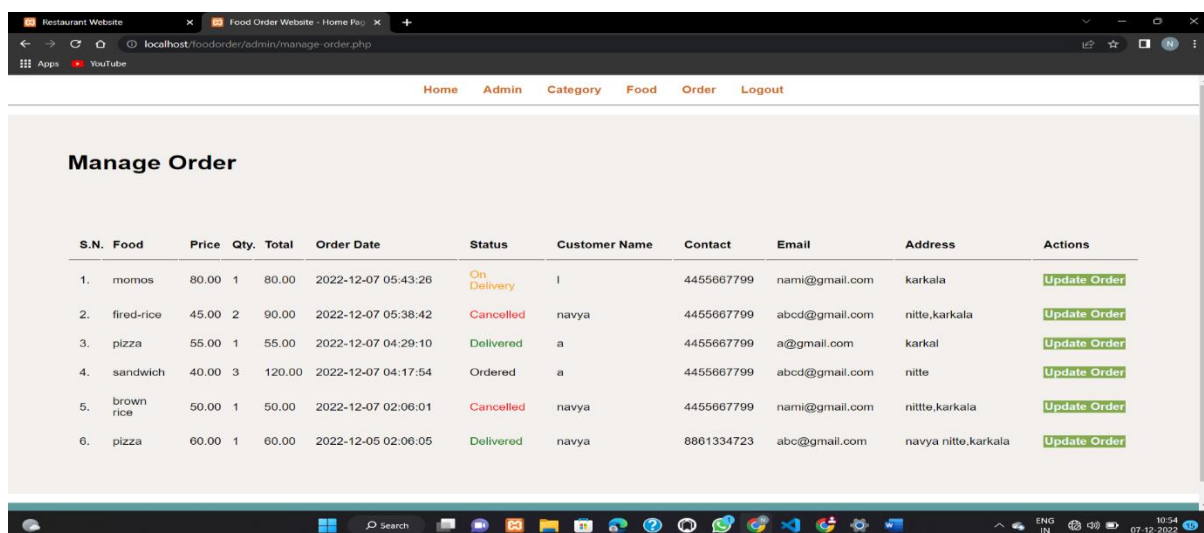 Restaurant Website
Food Order Website - Home Pag
localhost/foodorder/admin/manage-order.php
N
Apps YouTube
Home Admin Category Food Order Logout
Manage Order
S.N. Food Price Qty. Total Order Date Status Customer Name Contact Email Address Actions
1. momos 80.00 1 80.00 2022-12-07 05:43:26 On Delivery l 4455667799 nami@gmail.com karkala Update Order
2. fired-rice 45.00 2 90.00 2022-12-07 05:38:42 Cancelled navya 4455667799 abcd@gmail.com nitte,karkala Update Order
3. pizza 55.00 1 55.00 2022-12-07 04:29:10 Delivered a 4455667799 a@gmail.com karkal Update Order
4. sandwich 40.00 3 120.00 2022-12-07 04:17:54 Ordered a 4455667799 abcd@gmail.com nitte Update Order
5. brown rice 50.00 1 50.00 2022-12-07 02:06:01 Cancelled navya 4455667799 nami@gmail.com nittte,karkala Update Order
6. pizza 60.00 1 60.00 2022-12-05 02:06:05 Delivered navya 8861334723 abc@gmail.com navya nitte,karkala Update Order
Search
ENG
IN
10:54
07-12-2022